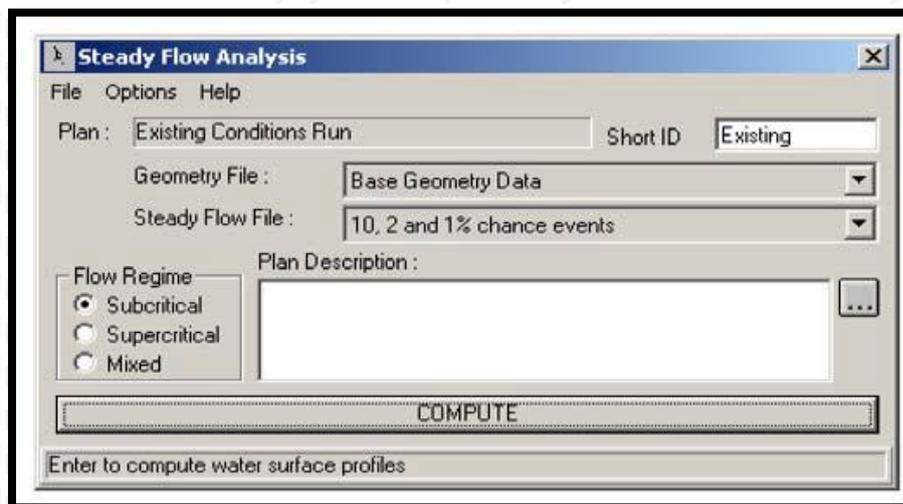 Steady Flow Analysis
File Options Help
Plan : Existing Conditions Run Short ID Existing
Geometry File : Base Geometry Data
Steady Flow File : 10, 2 and 1% chance events
Plan Description :
Flow Regime
Subcritical
Supercritical
Mixed
...
COMPUTE
Enter to compute water surface profiles